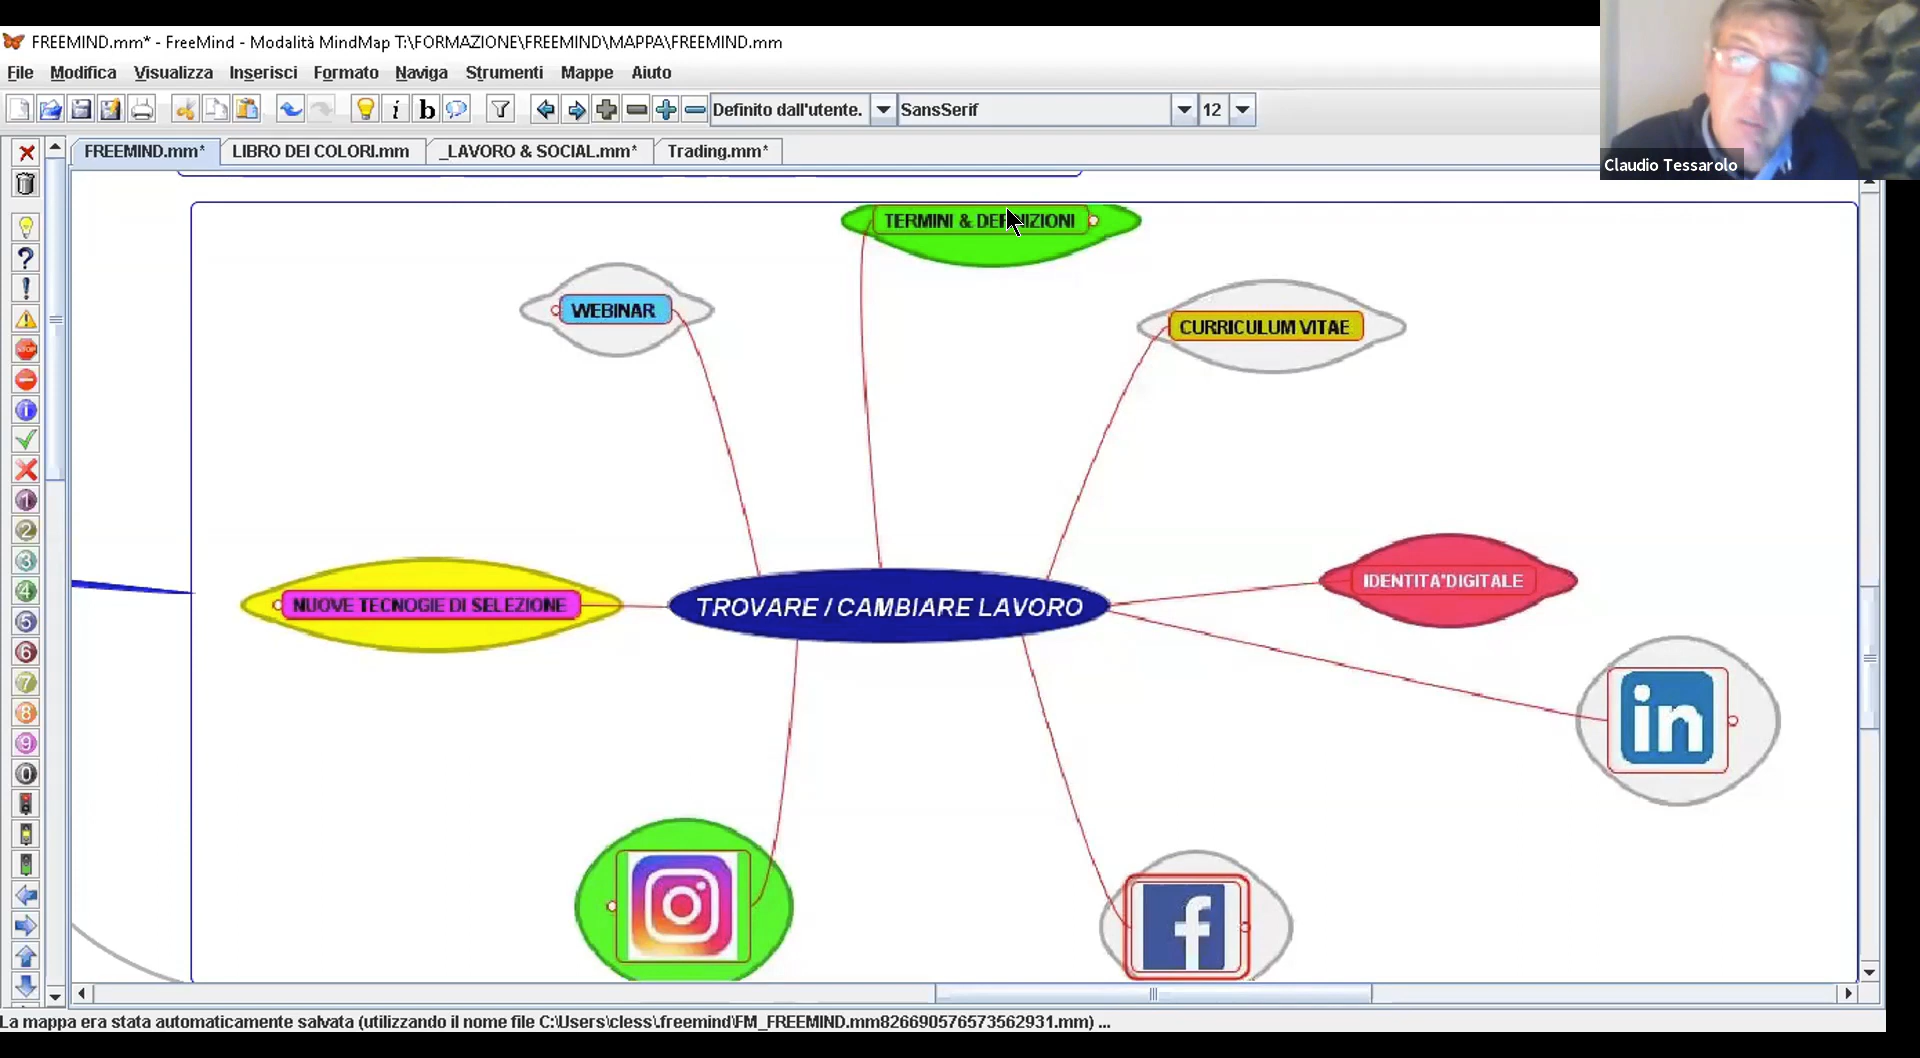 FREEMIND.mm* - FreeMind - Modalità MindMap T:\FORMAZIONE\FREEMIND\MAPPA\FREEMIND.mm
File Modifica Visualizza Inserisci Formato Naviga Strumenti Mappe Aiuto
Definito dall'utente. SansSerif 12
Claudio Tessarolo
FREEMIND.mm* LIBRO DEI COLORI.mm _LAVORO & SOCIAL.mm* Trading.mm*
TERMINI & DEFINIZIONI
WEBINAR
CURRICULUM VITAE
IDENTITA'DIGITALE
NUOVE TECNOGIE DI SELEZIONE
TROVARE / CAMBIARE LAVORO
in
f
La mappa era stata automaticamente salvata (utilizzando il nome file C:\Users\cless\.freemind\FM_FREEMIND.mm826690576573562931.mm) ...